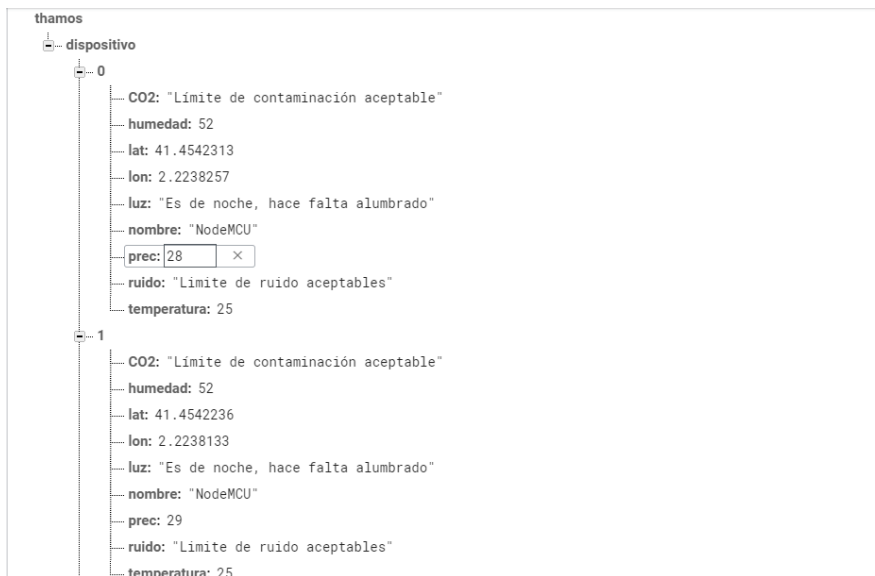 thamos
dispositivo
0
CO2: "Límite de contaminación aceptable"
humedad: 52
lat: 41.4542313
lon: 2.2238257
luz: "Es de noche, hace falta alumbrado"
nombre: "NodeMCU"
prec: 28 ×
ruido: "Limite de ruido aceptables"
temperatura: 25
1
CO2: "Límite de contaminación aceptable"
humedad: 52
lat: 41.4542236
lon: 2.2238133
luz: "Es de noche, hace falta alumbrado"
nombre: "NodeMCU"
prec: 29
ruido: "Limite de ruido aceptables"
temperatura: 25